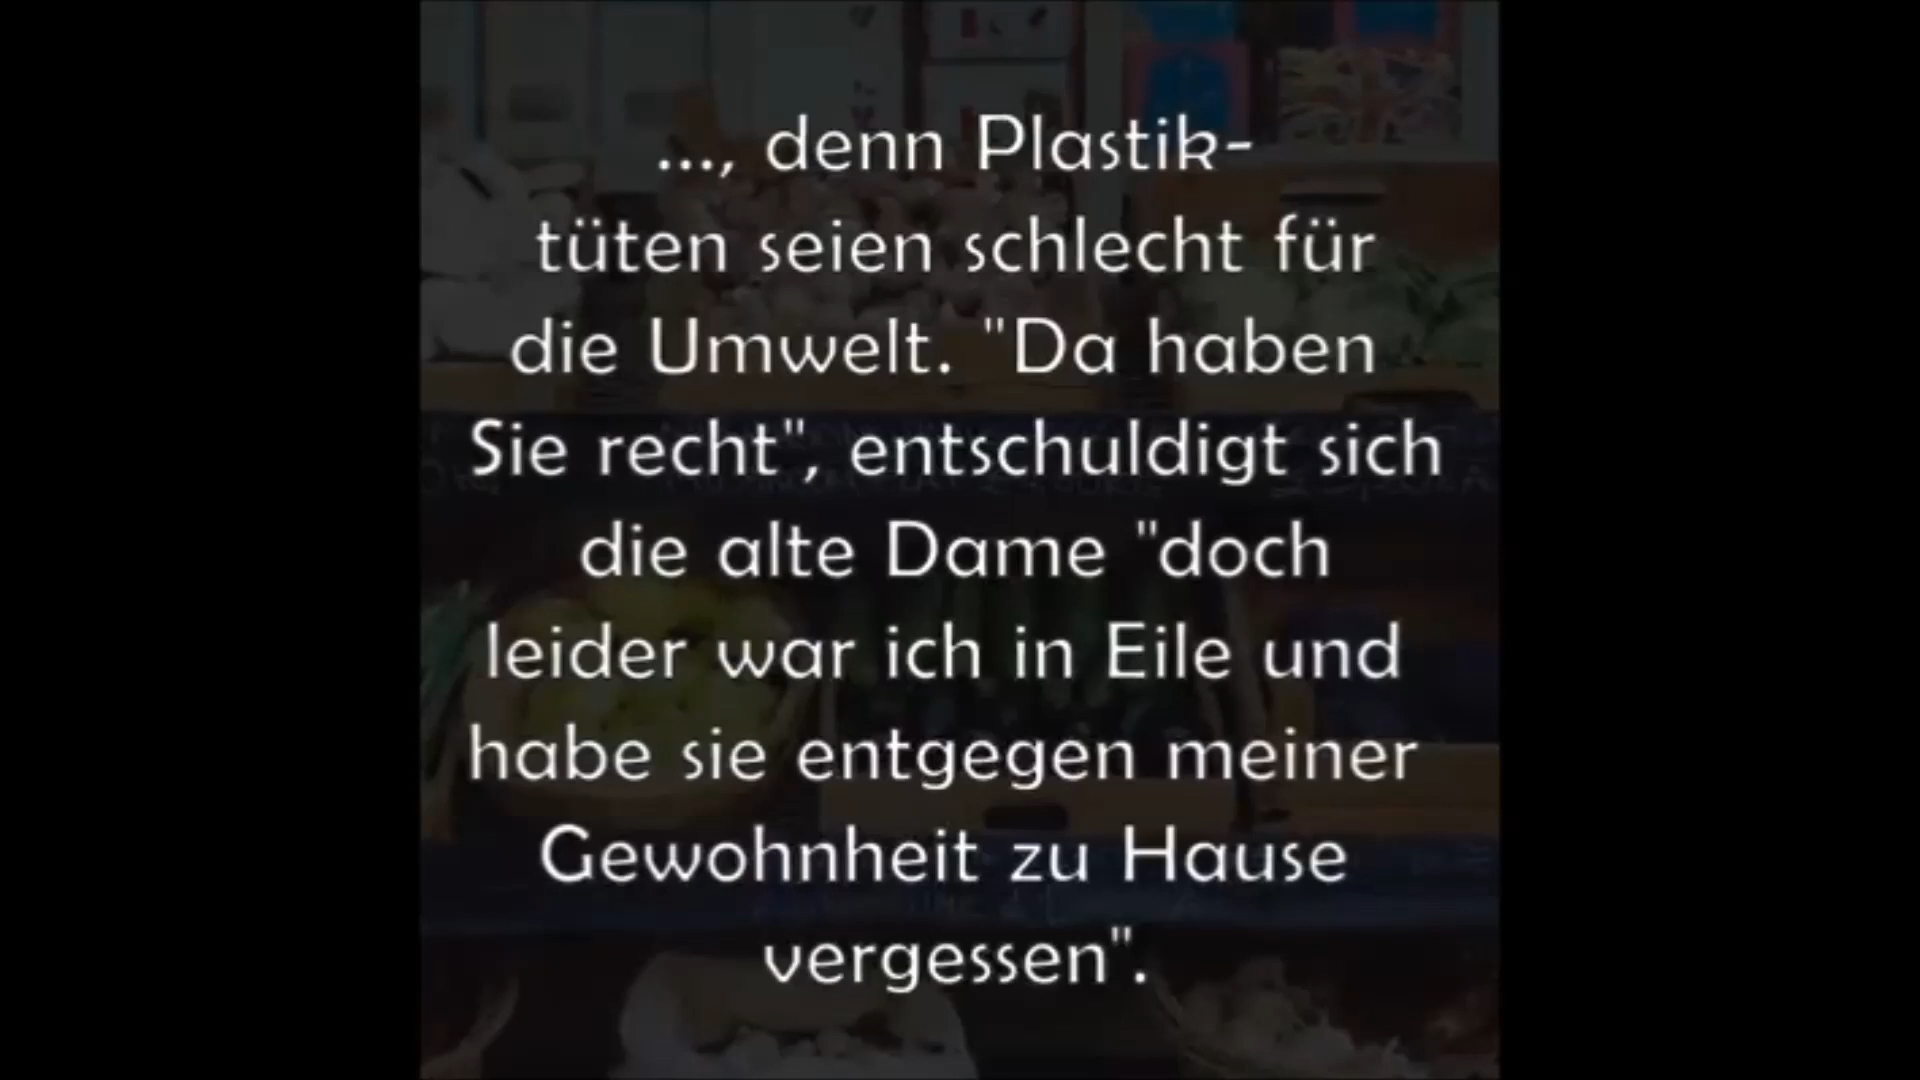 ..., denn Plastik-
tüten seien schlecht für
die Umwelt. "Da haben
Sie recht", entschuldigt sich
die alte Dame "doch
leider war ich in Eile und
habe sie entgegen meiner
Gewohnheit zu Hause
vergessen".